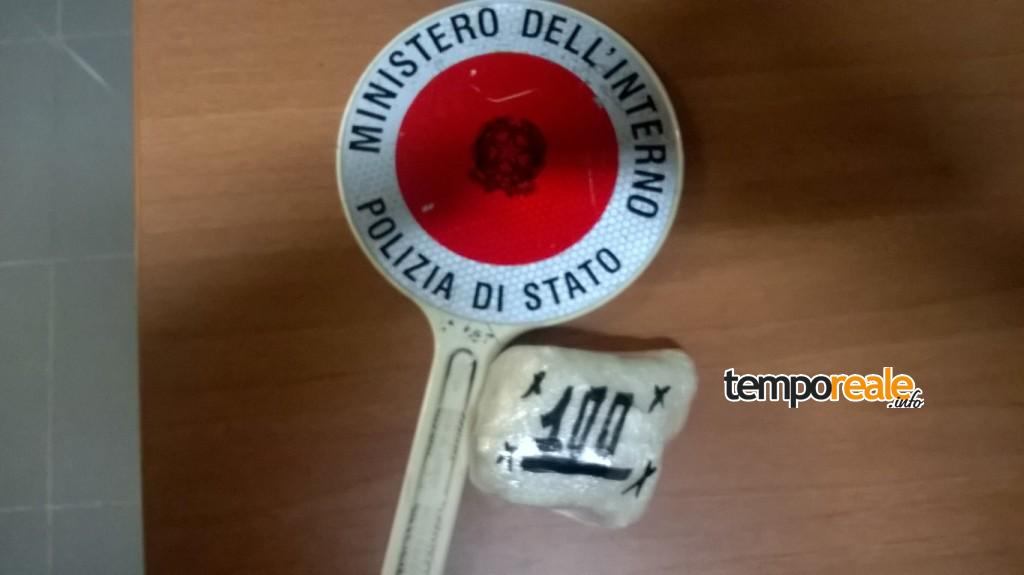 MINISTERO DELL'INTERNO
POLIZIA DI STATO
100
temporeale
.info